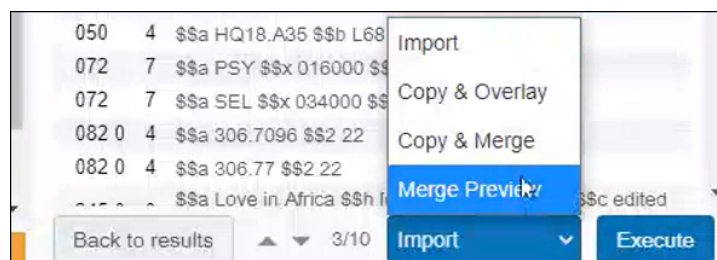 050 4 $$a HQ18.A35 $$b L68
Import
072 7 $$a PSY $$x 016000 $$
072 7 $$a SEL $$x 034000 $$
Copy & Overlay
082 0 4 $$a 306.7096 $$2 22
Copy & Merge
082 0 4 $$a 306.77 $$2 22
Merge Preview
$$a Love in Africa $$h $$c edited
Back to results 3/10 Import Execute